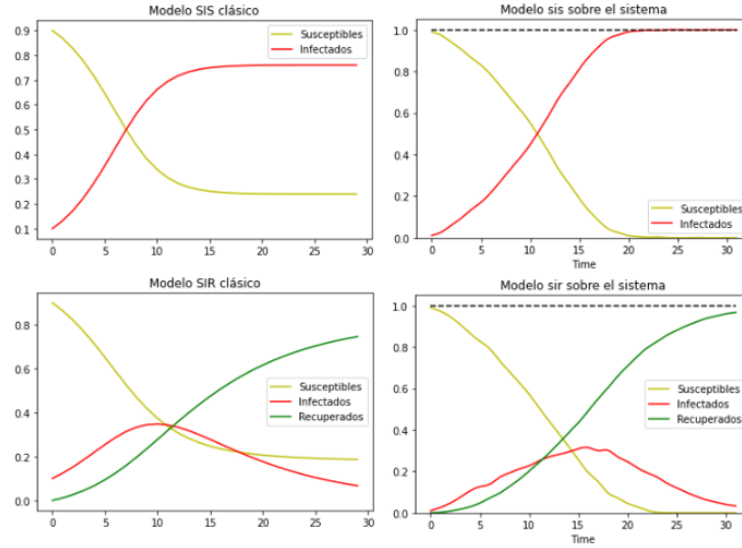 Modelo SIS clásico
0.9
0.8
0.7
0.6
0.5
0.4
0.3
0.2
0.1
0 5 10 15 20 25 30
Susceptibles
Infectados
Modelo sis sobre el sistema
1.0
0.8
0.6
0.4
0.2
0.0
0 5 10 15 20 25 30
Time
Susceptibles
Infectados
Modelo SIR clásico
0.8
0.6
0.4
0.2
0.0
0 5 10 15 20 25 30
Susceptibles
Infectados
Recuperados
Modelo sir sobre el sistema
1.0
0.8
0.6
0.4
0.2
0.0
0 5 10 15 20 25 30
Time
Susceptibles
Infectados
Recuperados